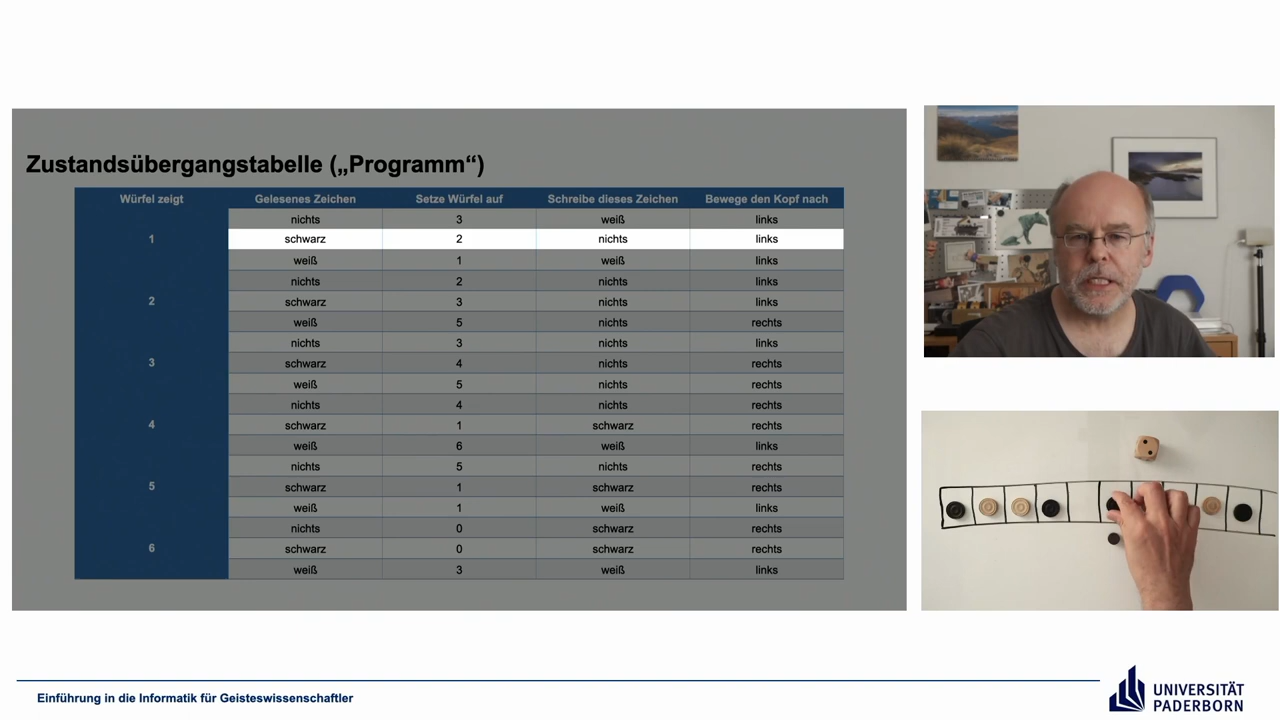 Zustandsübergangstabelle („Programm“)
Würfel zeigt Gelesenes Zeichen Setze Würfel auf Schreibe dieses Zeichen Bewege den Kopf nach
1 nichts 3 weiß links
schwarz 2 nichts links
weiß 1 weiß links
2 nichts 2 nichts links
schwarz 3 nichts links
weiß 5 nichts rechts
3 nichts 3 nichts links
schwarz 4 nichts rechts
weiß 5 nichts rechts
4 nichts 4 nichts rechts
schwarz 1 schwarz rechts
weiß 6 weiß links
5 nichts 5 nichts rechts
schwarz 1 schwarz rechts
weiß 1 weiß links
6 nichts 0 schwarz rechts
schwarz 0 schwarz rechts
weiß 3 weiß links
Einführung in die Informatik für Geisteswissenschaftler
UNIVERSITÄT
PADERBORN